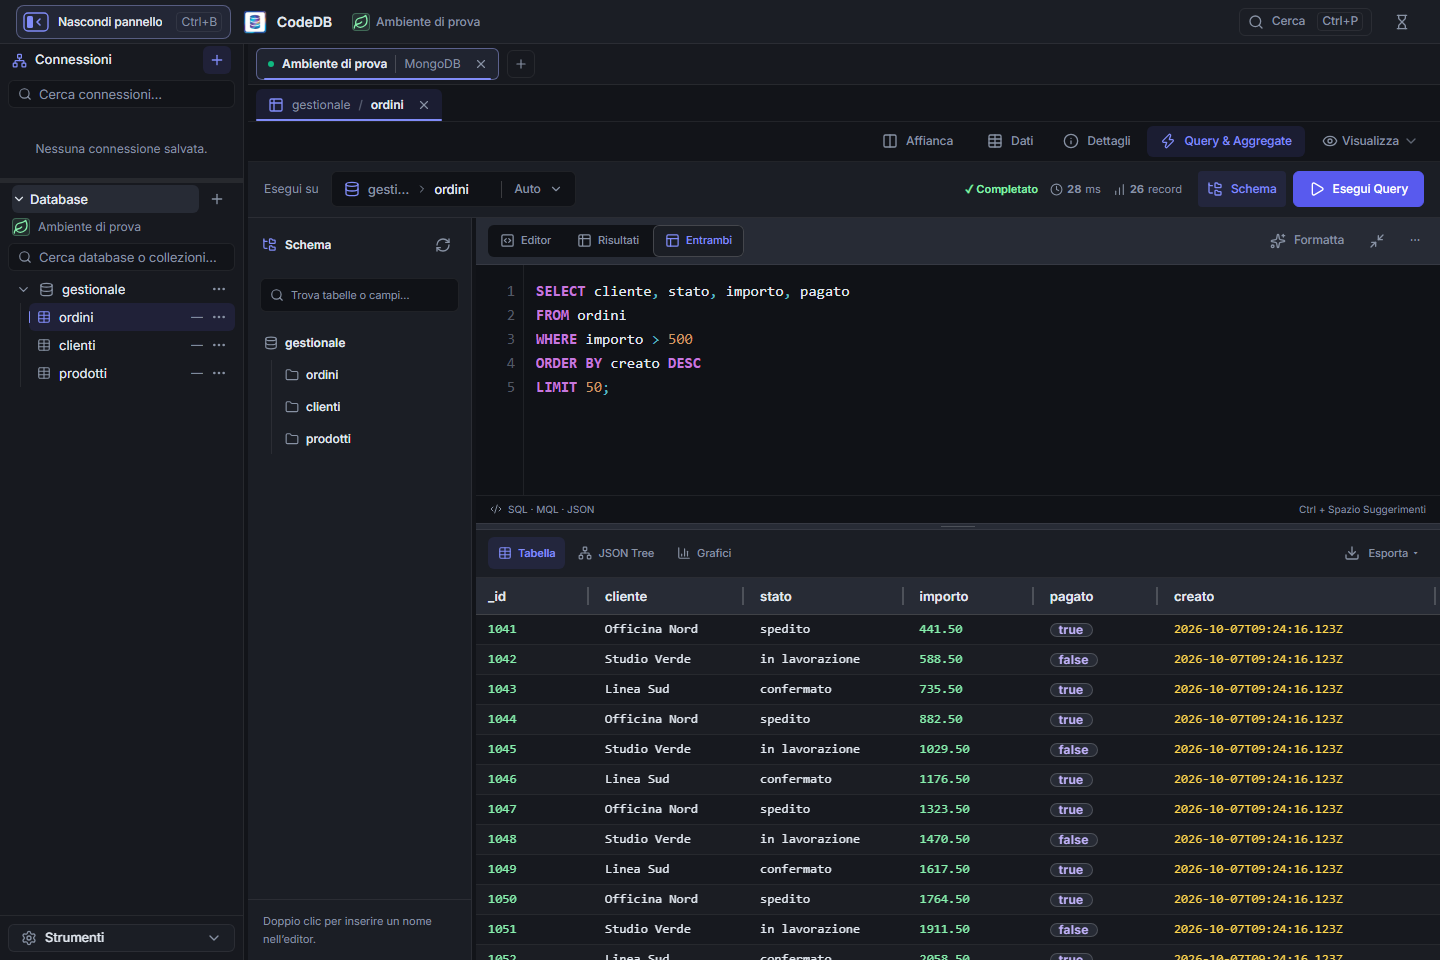 Nascondi pannello Ctrl+B CodeDB Ambiente di prova Cerca Ctrl+P
Connessioni +
Cerca connessioni...
Nessuna connessione salvata.
Database +
Ambiente di prova
Cerca database o collezioni...
gestionale ...
ordini — ...
clienti — ...
prodotti — ...
Strumenti
Ambiente di prova MongoDB × +
gestionale / ordini ×
Affianca Dati Dettagli Query & Aggregate Visualizza
Esegui su gesti... > ordini Auto ✓ Completato 28 ms 26 record Schema Esegui Query
Schema
Trova tabelle o campi...
gestionale
ordini
clienti
prodotti
Doppio clic per inserire un nome
nell'editor.
Editor Risultati Entrambi Formatta ...
1 SELECT cliente, stato, importo, pagato
2 FROM ordini
3 WHERE importo > 500
4 ORDER BY creato DESC
5 LIMIT 50;
</> SQL · MQL · JSON Ctrl + Spazio Suggerimenti
Tabella JSON Tree Grafici Esporta
_id cliente stato importo pagato creato
1041 Officina Nord spedito 441.50 true 2026-10-07T09:24:16.123Z
1042 Studio Verde in lavorazione 588.50 false 2026-10-07T09:24:16.123Z
1043 Linea Sud confermato 735.50 true 2026-10-07T09:24:16.123Z
1044 Officina Nord spedito 882.50 true 2026-10-07T09:24:16.123Z
1045 Studio Verde in lavorazione 1029.50 false 2026-10-07T09:24:16.123Z
1046 Linea Sud confermato 1176.50 true 2026-10-07T09:24:16.123Z
1047 Officina Nord spedito 1323.50 true 2026-10-07T09:24:16.123Z
1048 Studio Verde in lavorazione 1470.50 false 2026-10-07T09:24:16.123Z
1049 Linea Sud confermato 1617.50 true 2026-10-07T09:24:16.123Z
1050 Officina Nord spedito 1764.50 true 2026-10-07T09:24:16.123Z
1051 Studio Verde in lavorazione 1911.50 false 2026-10-07T09:24:16.123Z
1052 Linea Sud confermato 2058.50 true 2026-10-07T09:24:16.123Z